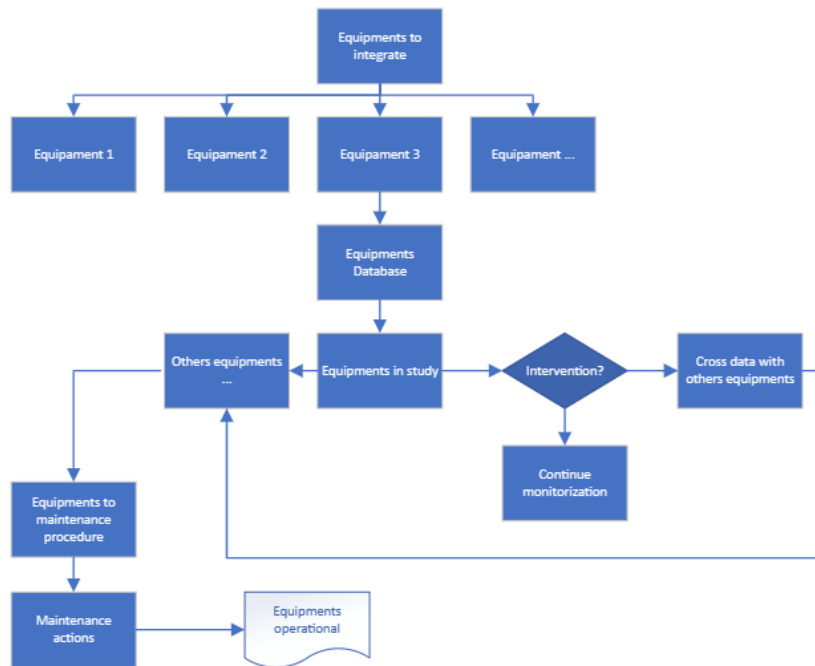 Equipments to
integrate
Equipament 1
Equipament 2
Equipament 3
Equipament ...
Equipments
Database
Others equipments
...
Equipments in study
Intervention?
Cross data with
others equipments
Continue
monitorization
Equipments to
maintenance
procedure
Maintenance
actions
Equipments
operational